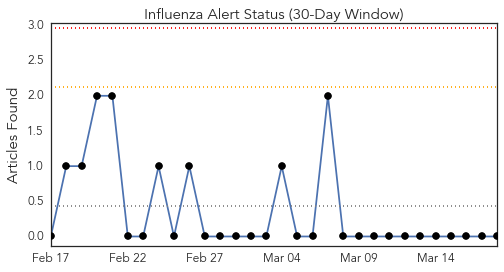 Influenza Alert Status (30-Day Window)
3.0
2.5
2.0
1.5
1.0
0.5
0.0
Articles Found
Feb 17 Feb 22 Feb 27 Mar 04 Mar 09 Mar 14